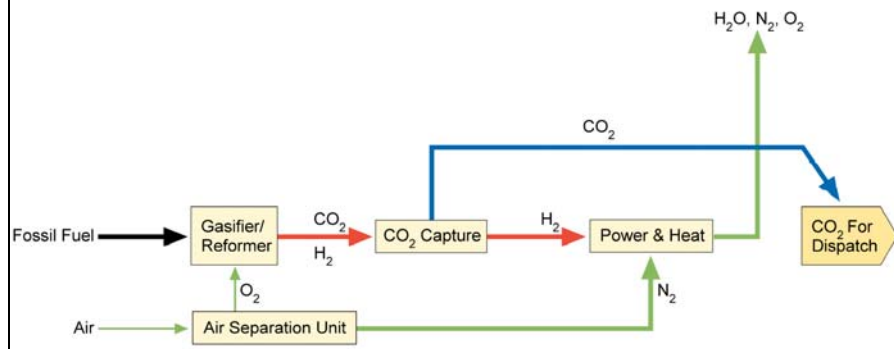 H₂O, N₂, O₂
CO₂
Fossil Fuel
Gasifier/
Reformer
CO₂
H₂
CO₂ Capture
H₂
Power & Heat
CO₂ For
Dispatch
O₂
N₂
Air
Air Separation Unit